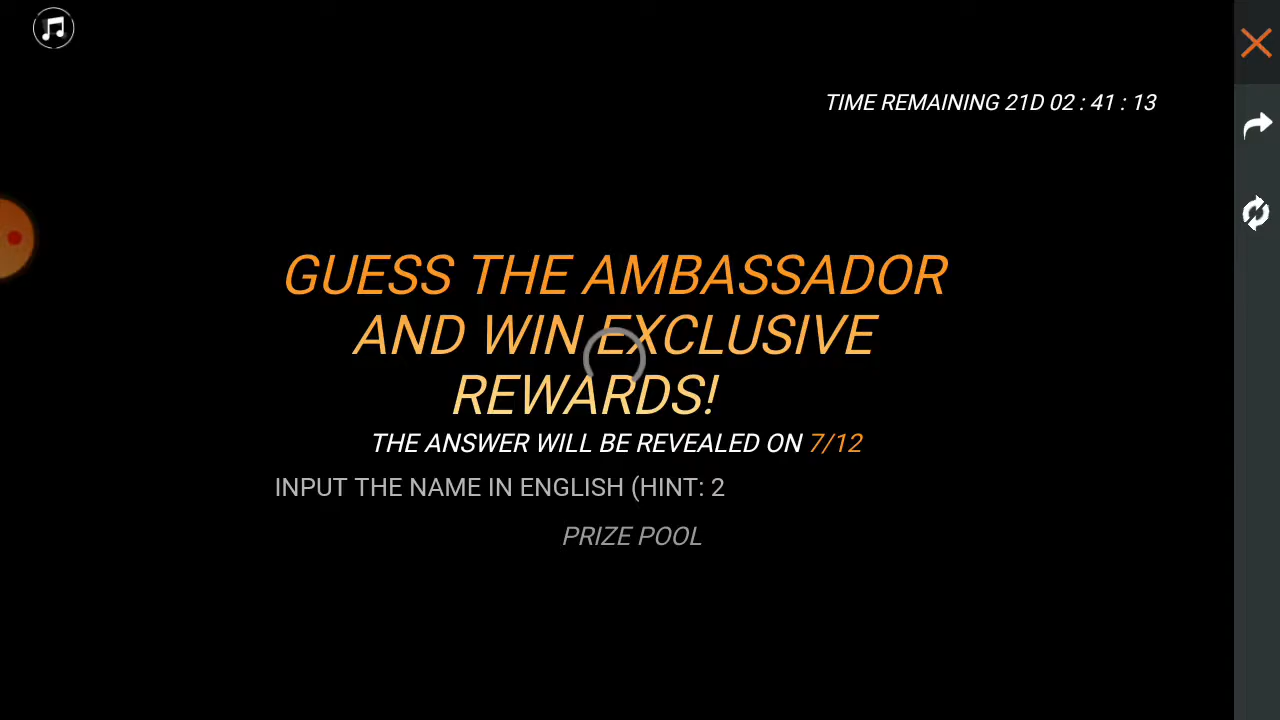 TIME REMAINING 21D 02 : 41 : 13
GUESS THE AMBASSADOR
AND WIN EXCLUSIVE
REWARDS!
THE ANSWER WILL BE REVEALED ON 7/12
INPUT THE NAME IN ENGLISH (HINT: 2
PRIZE POOL